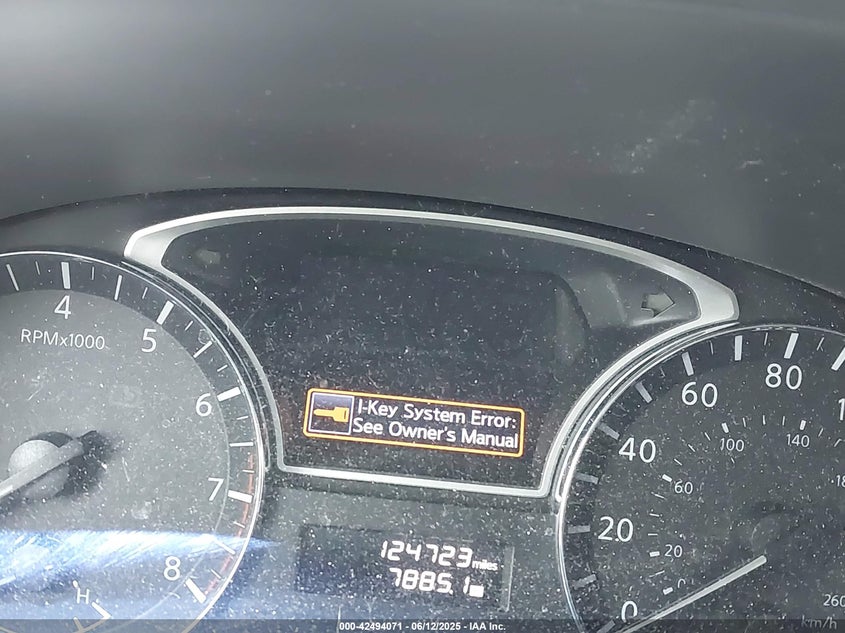 4
5
6
7
8
RPMx1000
H
I-Key System Error:
See Owner's Manual
124723 miles
7885.1
0
20
40
60
80
0
20
60
100
140
260
km/h
000-42494071 - 06/12/2025 - IAA Inc.